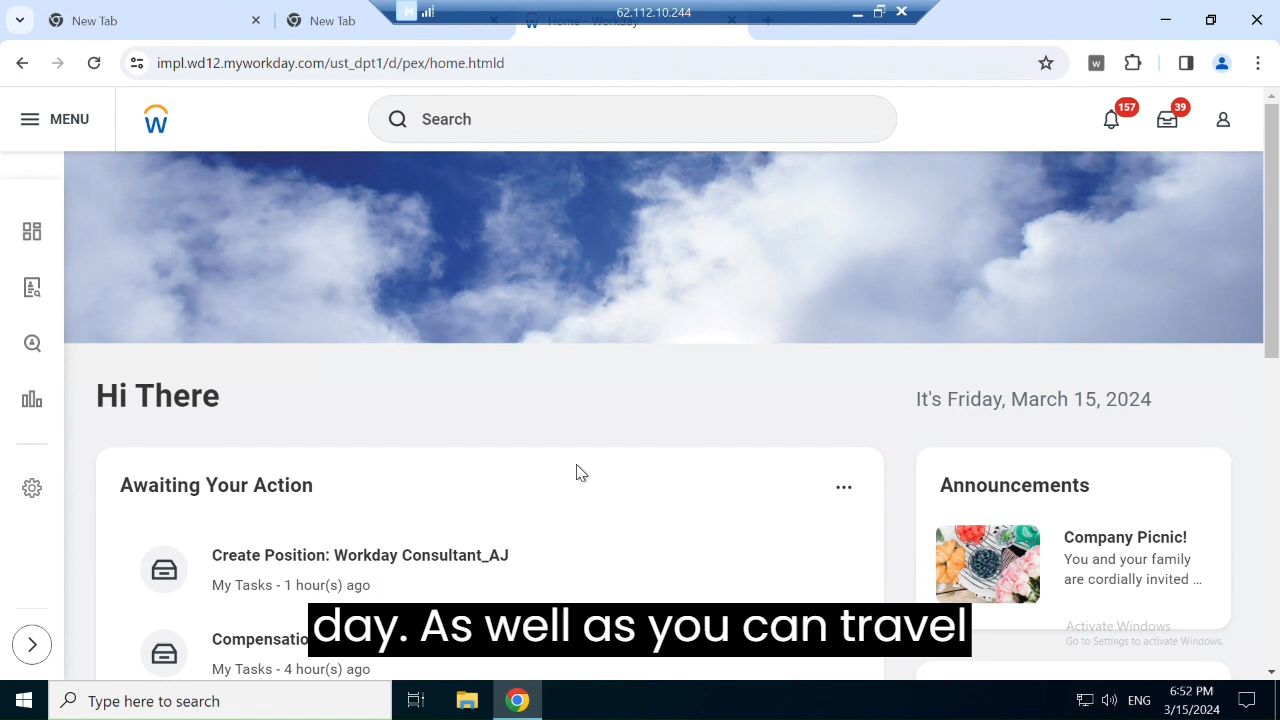 New Tab
New Tab
62.112.10.244
Home - Workday
impl.wd12.myworkday.com/ust_dpt1/d/pex/home.htmld
W
MENU
W
Search
157
39
Hi There
It's Friday, March 15, 2024
Awaiting Your Action
Announcements
Create Position: Workday Consultant_AJ
My Tasks - 1 hour(s) ago
Company Picnic!
You and your family
are cordially invited ...
day. As well as you can travel
Compensatio
My Tasks - 4 hour(s) ago
Activate Windows
Go to Settings to activate Windows.
Type here to search
ENG
6:52 PM
3/15/2024